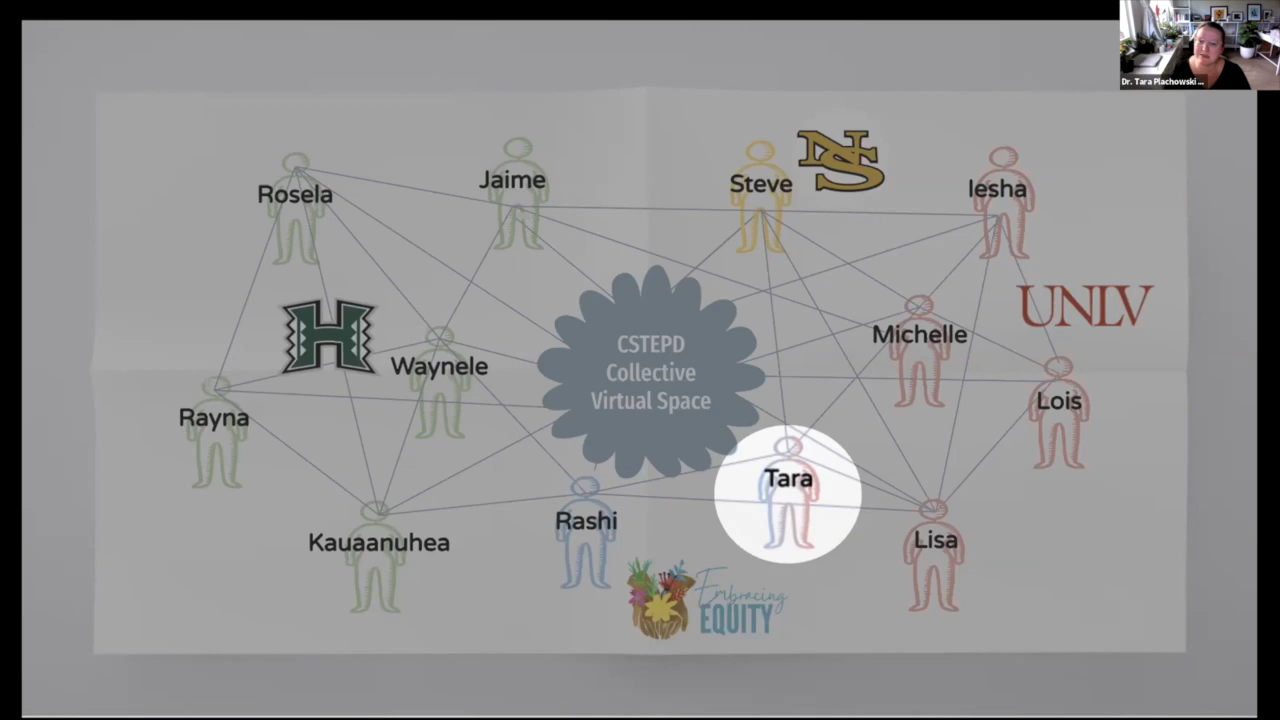 Dr. Tara Plachowski ...
Rosela
Jaime
Steve
NS
Iesha
H
Waynele
CSTEPD
Collective
Virtual Space
Michelle
UNLV
Rayna
Lois
Tara
Kauaanuhea
Rashi
Lisa
Embracing
EQUITY